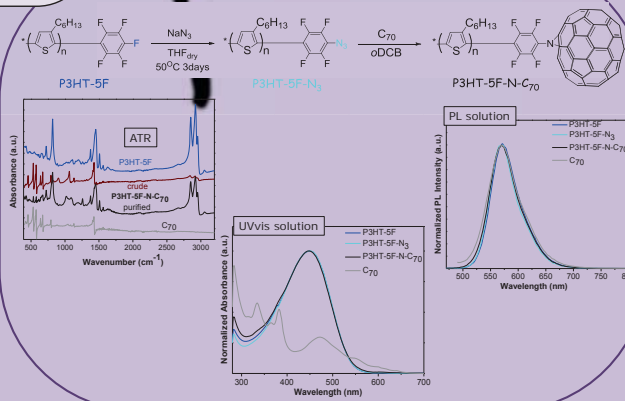 C₆H₁₃ F F C₆H₁₃ F F C₆H₁₃ F F
*( S )n F NaN₃ *( S )n N₃ C₇₀ *( S )n N
F F THFdry F F oDCB F F
50°C 3days
P3HT-5F P3HT-5F-N₃ P3HT-5F-N-C₇₀
ATR
P3HT-5F
crude
P3HT-5F-N-C₇₀
purified
C₇₀
Absorbance (a.u.)
500 1000 1500 2000 2500 3000
Wavenumber (cm⁻¹)
UVvis solution
P3HT-5F
P3HT-5F-N₃
P3HT-5F-N-C₇₀
C₇₀
Normalized Absorbance (a.u.)
300 400 500 600 700
Wavelength (nm)
PL solution
P3HT-5F
P3HT-5F-N₃
P3HT-5F-N-C₇₀
C₇₀
Normalized PL Intensity (a.u.)
500 550 600 650 700 750
Wavelength (nm)